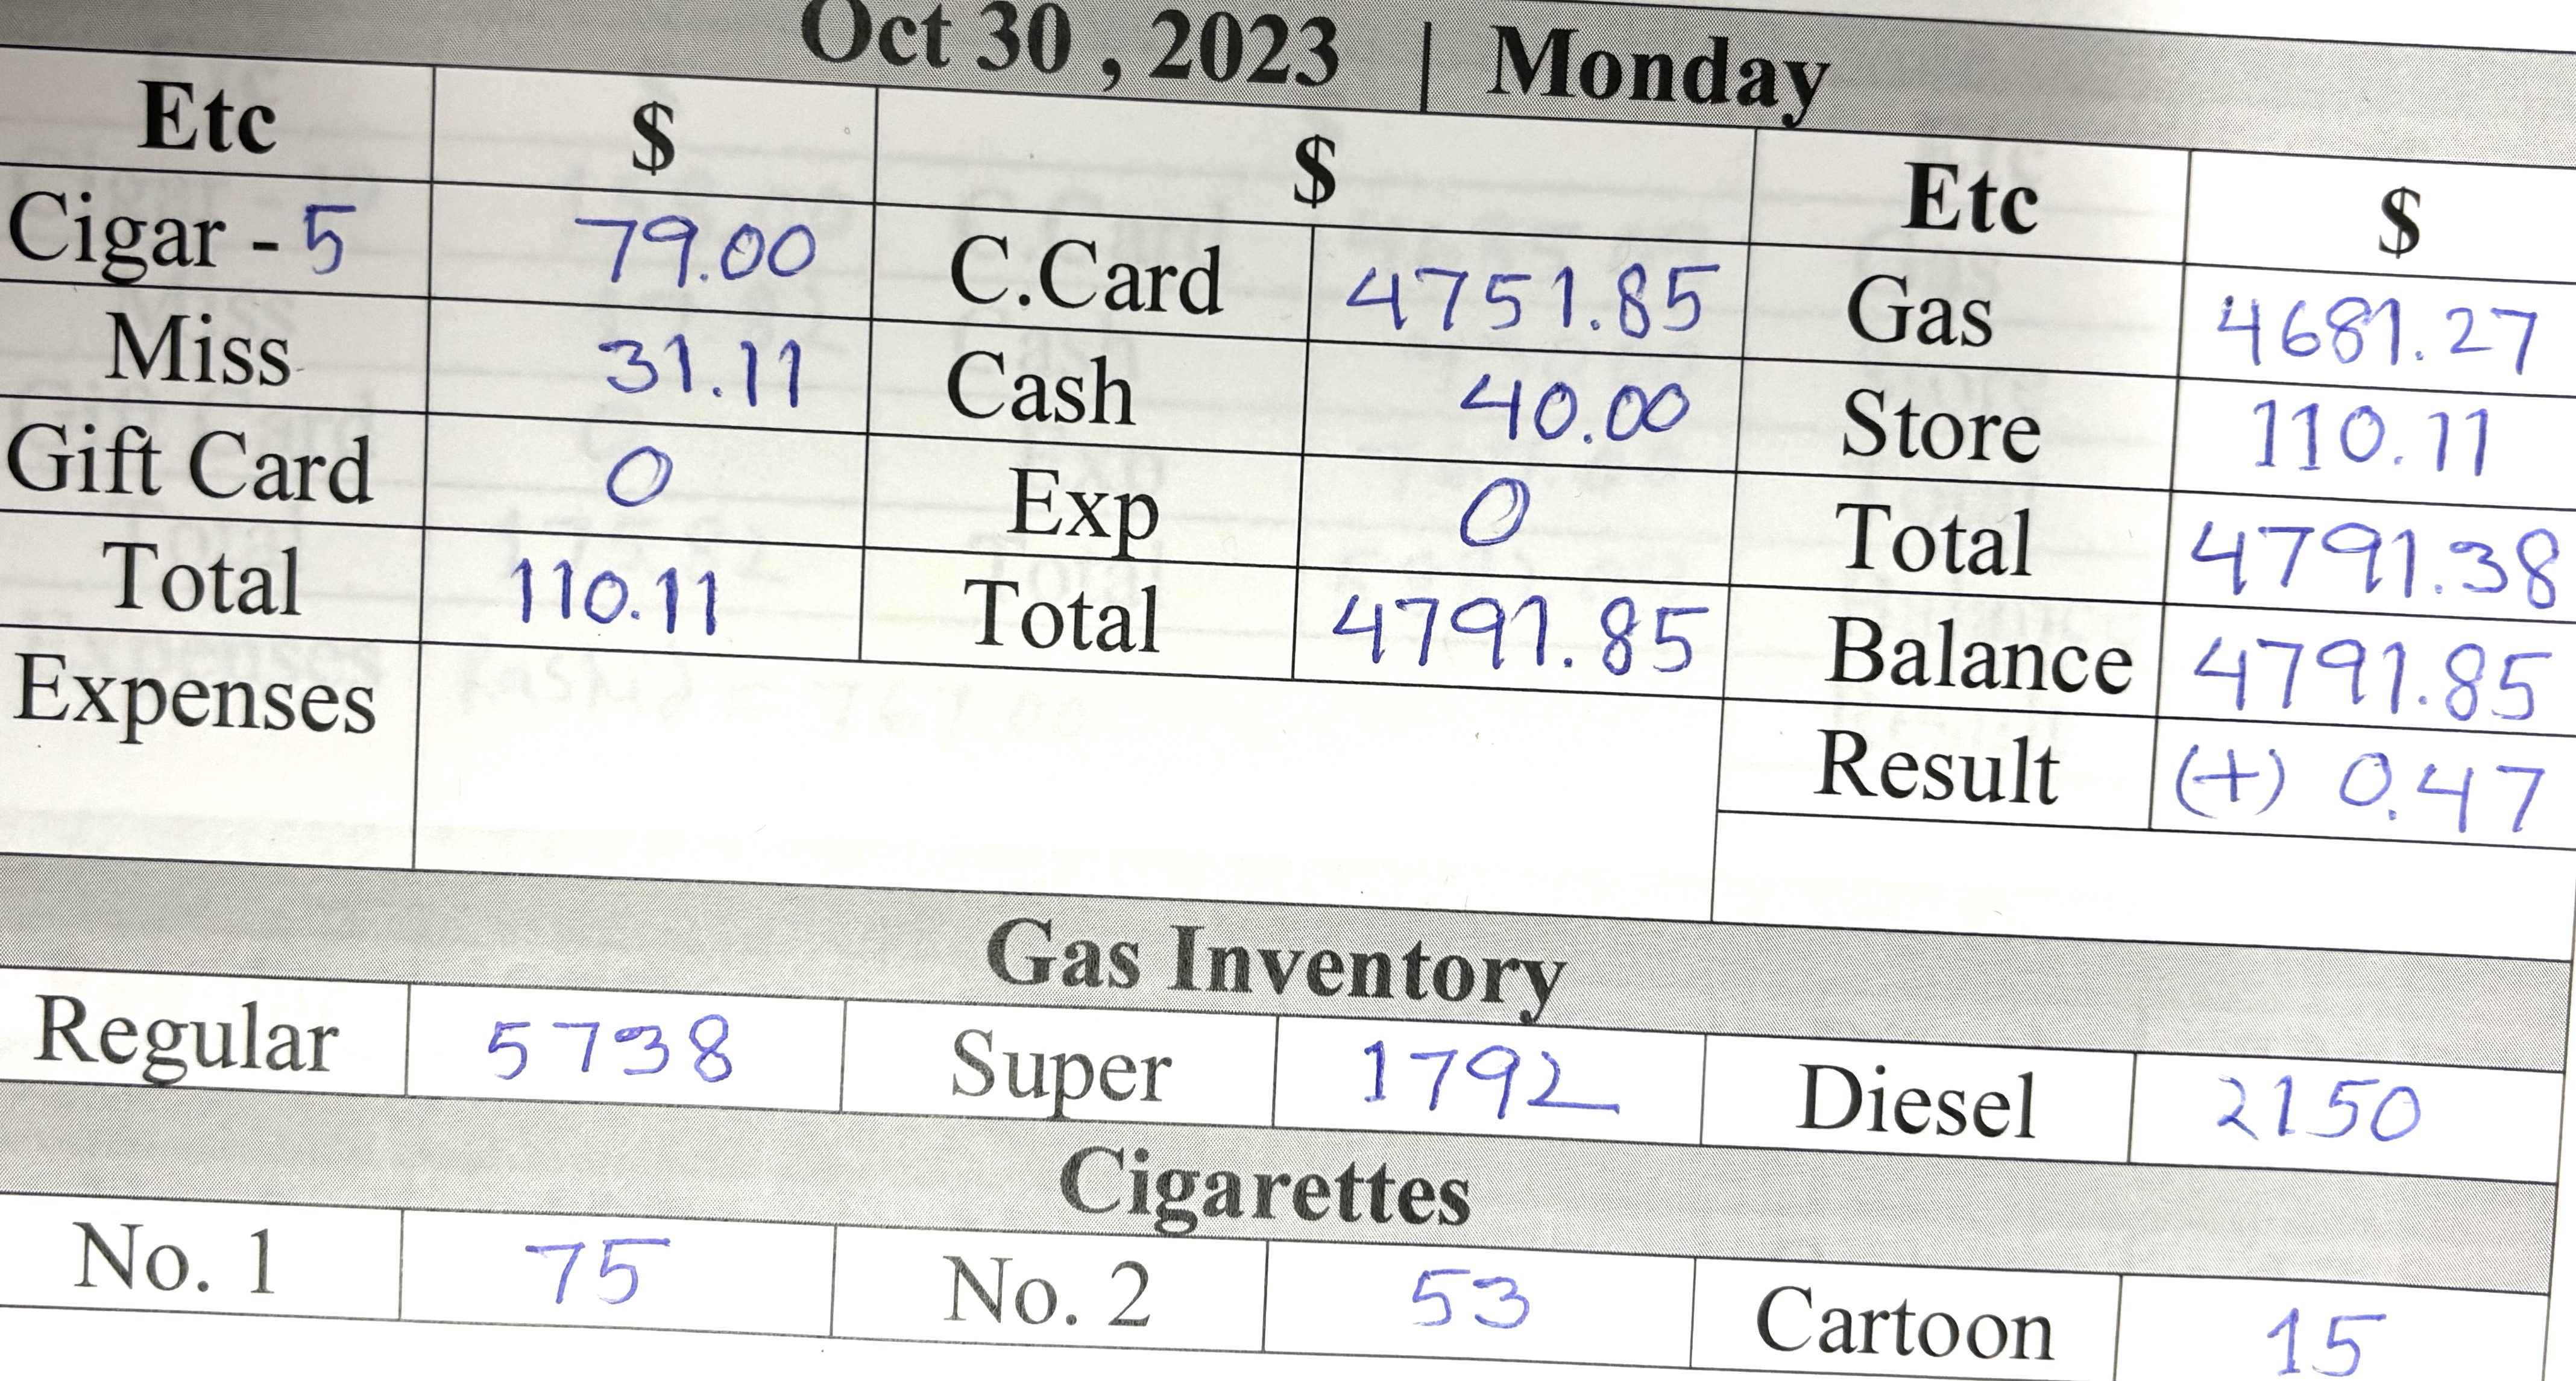 Oct 30 , 2023 | Monday
Etc $ $ Etc $
Cigar - 5 79.00 C.Card 4751.85 Gas 4681.27
Miss 31.11 Cash 40.00 Store 110.11
Gift Card 0 Exp 0 Total 4791.38
Total 110.11 Total 4791.85 Balance 4791.85
Expenses Result (+) 0.47
Gas Inventory
Regular 5738 Super 1792 Diesel 2150
Cigarettes
No. 1 75 No. 2 53 Cartoon 15